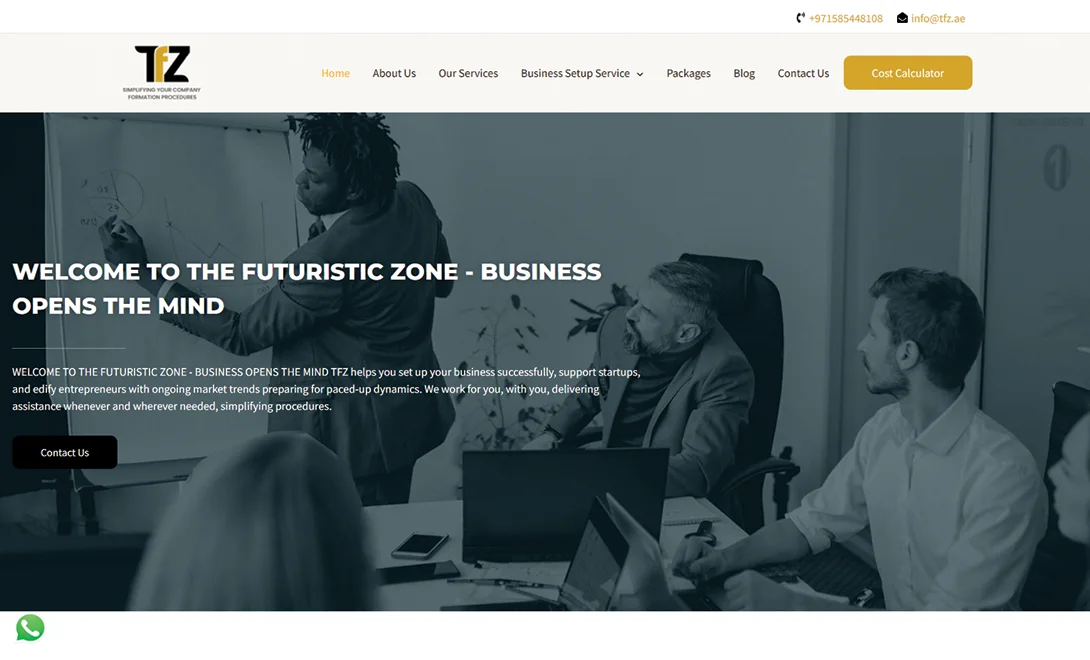 +971585448108 info@tfz.ae
TFZ
SIMPLIFYING YOUR COMPANY
FORMATION PROCEDURES
Home About Us Our Services Business Setup Service Packages Blog Contact Us Cost Calculator
WELCOME TO THE FUTURISTIC ZONE - BUSINESS
OPENS THE MIND
WELCOME TO THE FUTURISTIC ZONE - BUSINESS OPENS THE MIND TFZ helps you set up your business successfully, support startups,
and edify entrepreneurs with ongoing market trends preparing for paced-up dynamics. We work for you, with you, delivering
assistance whenever and wherever needed, simplifying procedures.
Contact Us